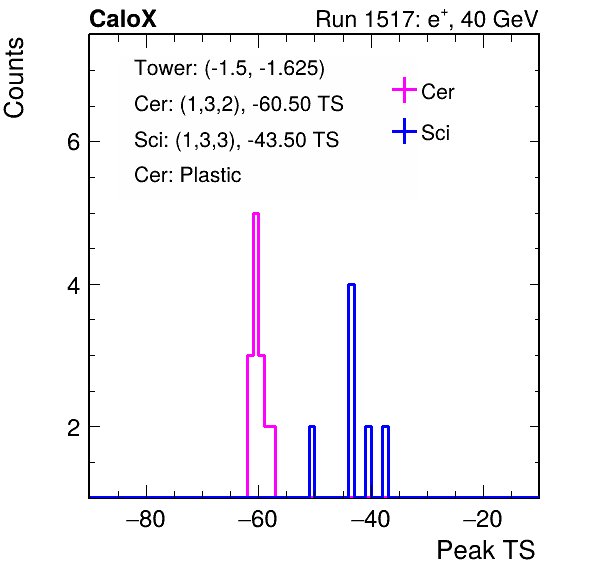 CaloX Run 1517: e⁺, 40 GeV
Counts
Tower: (-1.5, -1.625)
Cer: (1,3,2), -60.50 TS
Sci: (1,3,3), -43.50 TS
Cer: Plastic
Cer
Sci
6
4
2
−80 −60 −40 −20
Peak TS